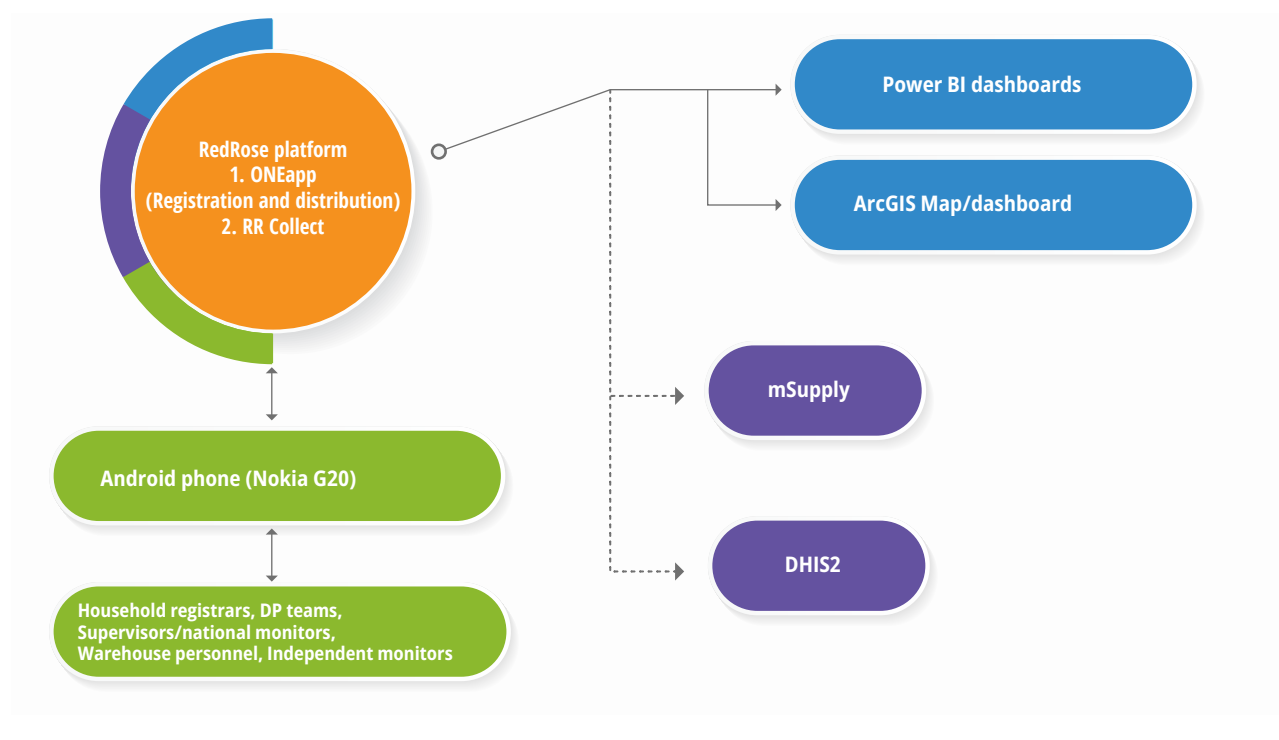 RedRose platform
1. ONEapp
(Registration and distribution)
2. RR Collect
Power BI dashboards
ArcGIS Map/dashboard
mSupply
DHIS2
Android phone (Nokia G20)
Household registrars, DP teams,
Supervisors/national monitors,
Warehouse personnel, Independent monitors